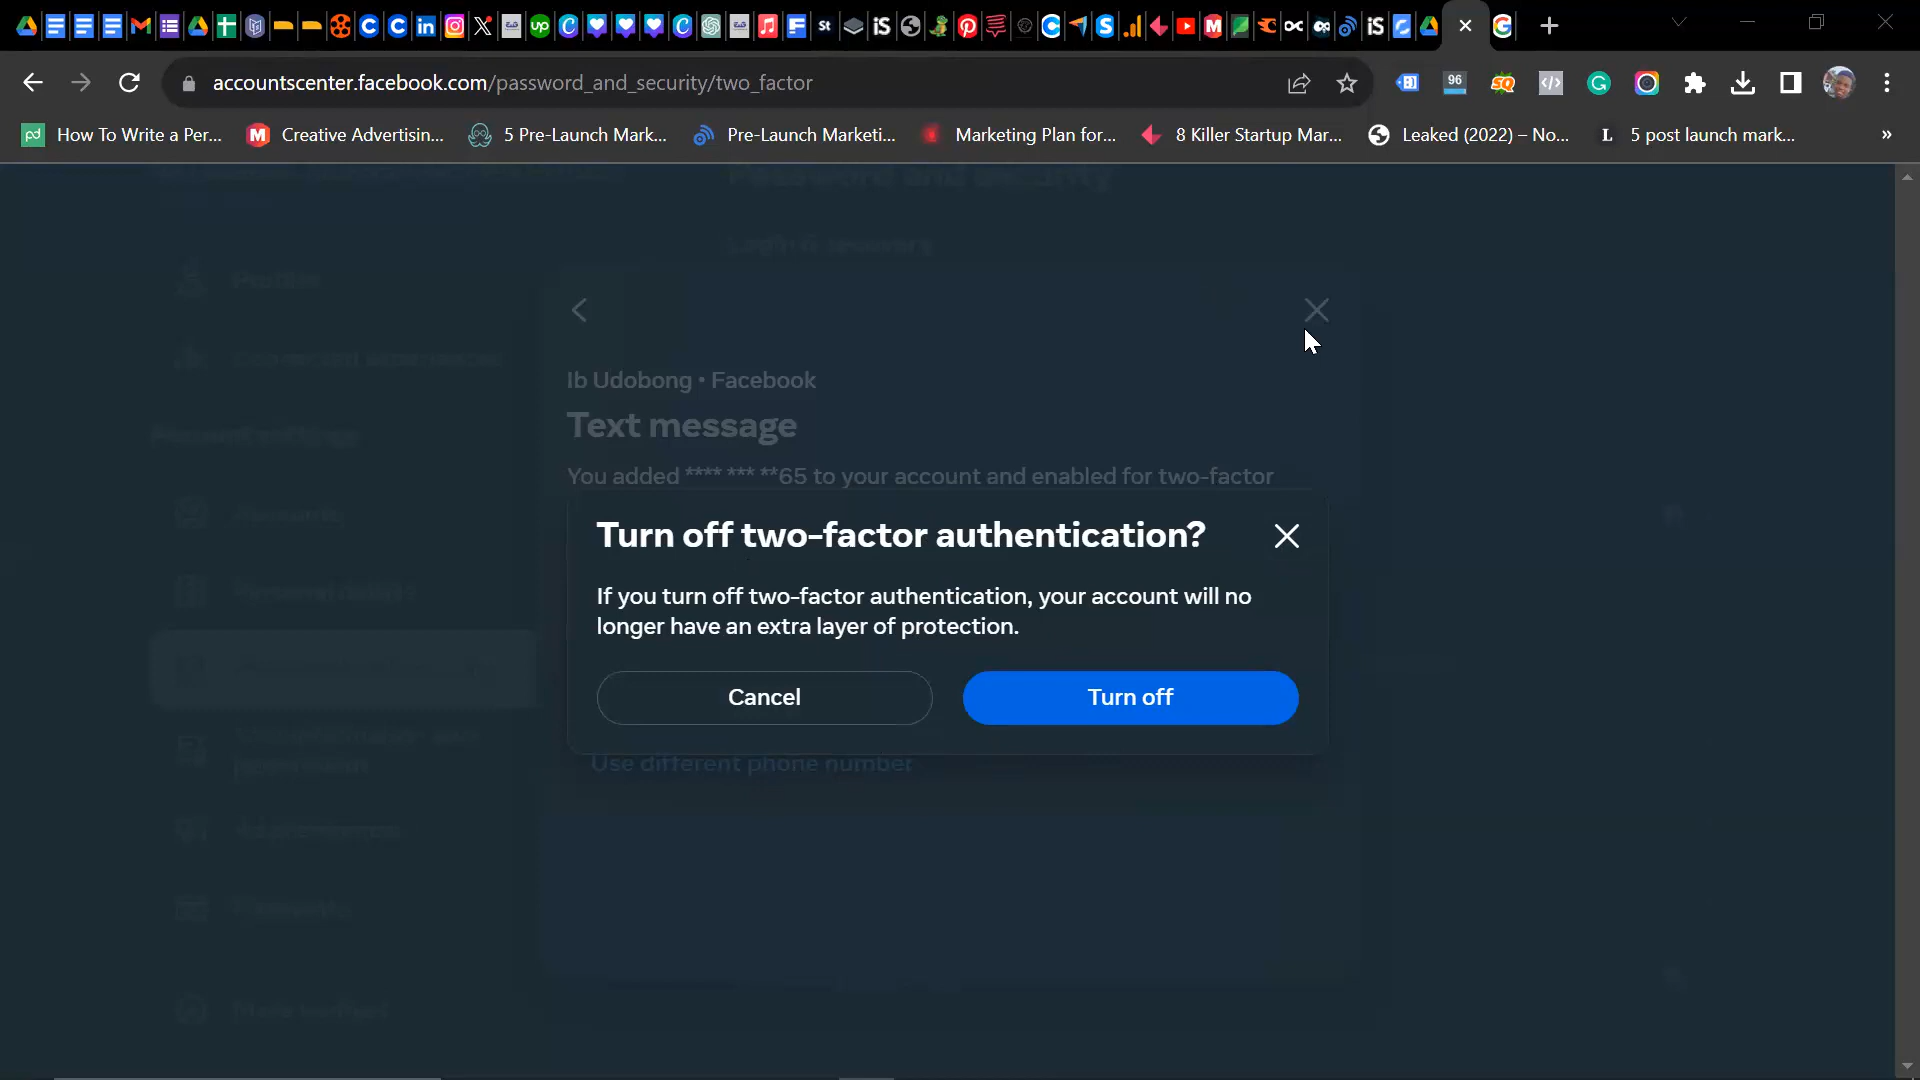 accountscenter.facebook.com/password_and_security/two_factor
96
How To Write a Per...
Creative Advertisin...
5 Pre-Launch Mark...
Pre-Launch Marketi...
Marketing Plan for...
8 Killer Startup Mar...
Leaked (2022) – No...
5 post launch mark...
»
Password and security
Ib Udobong • Facebook
Text message
You added **** *** **65 to your account and enabled for two-factor
Turn off two-factor authentication?
If you turn off two-factor authentication, your account will no
longer have an extra layer of protection.
Cancel
Turn off
Use different phone number